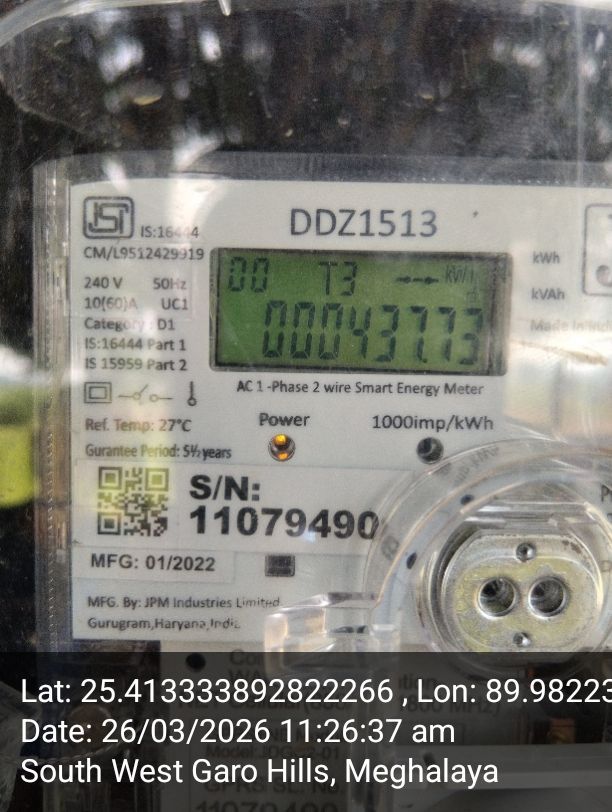 ISI IS:16444
CM/L9512429919
DDZ1513
kWh
kVAh
240 V 50Hz
10(60)A UC1
Category : D1
IS:16444 Part 1
IS 15959 Part 2
00 T3
000437.73
AC 1 -Phase 2 wire Smart Energy Meter
Ref. Temp: 27°C
Power 1000imp/kWh
Gurantee Period: 5½ years
S/N:
11079490
MFG: 01/2022
MFG. By: JPM Industries Limited
Gurugram,Haryana,India.
Lat: 25.413333892822266 , Lon: 89.98223
Date: 26/03/2026 11:26:37 am
South West Garo Hills, Meghalaya